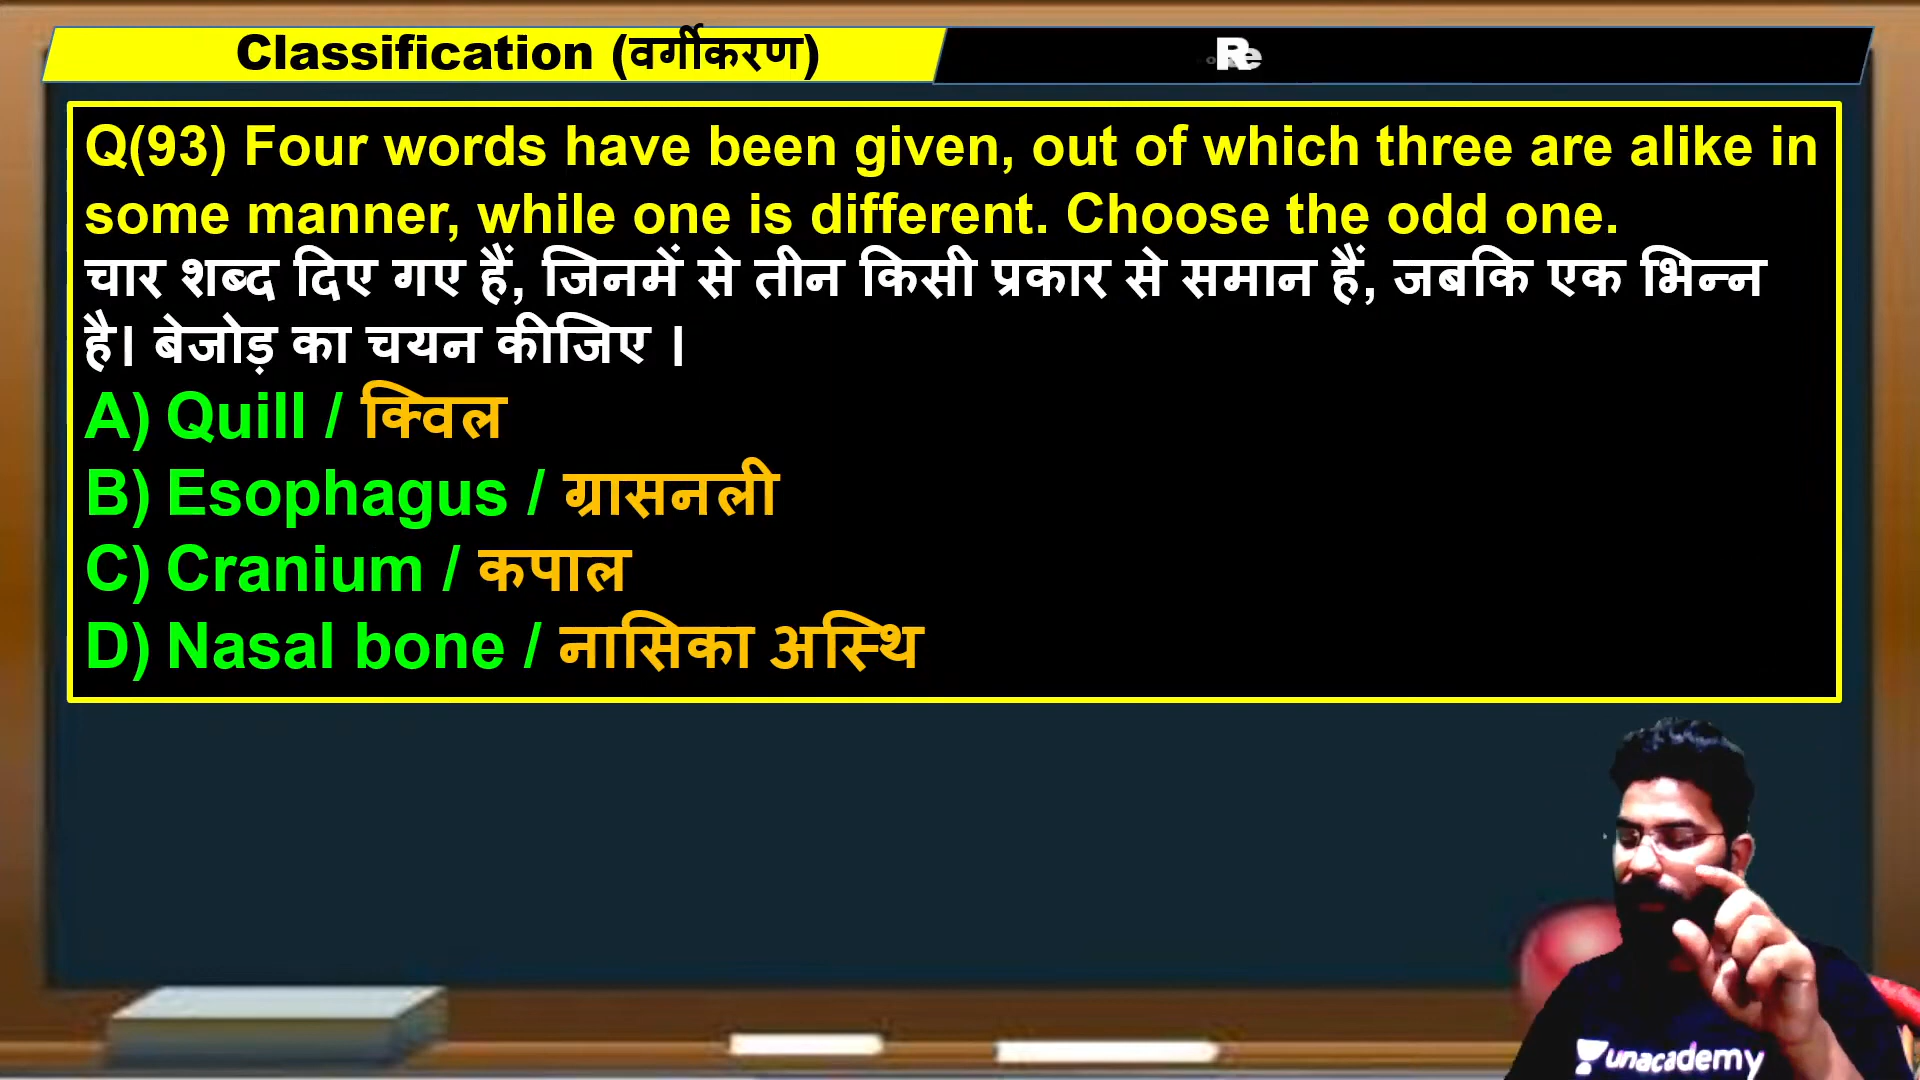 Classification (वर्गीकरण)
Re
Q(93) Four words have been given, out of which three are alike in
some manner, while one is different. Choose the odd one.
चार शब्द दिए गए हैं, जिनमें से तीन किसी प्रकार से समान हैं, जबकि एक भिन्न
है। बेजोड़ का चयन कीजिए ।
A) Quill / क्विल
B) Esophagus / ग्रासनली
C) Cranium / कपाल
D) Nasal bone / नासिका अस्थि
unacademy